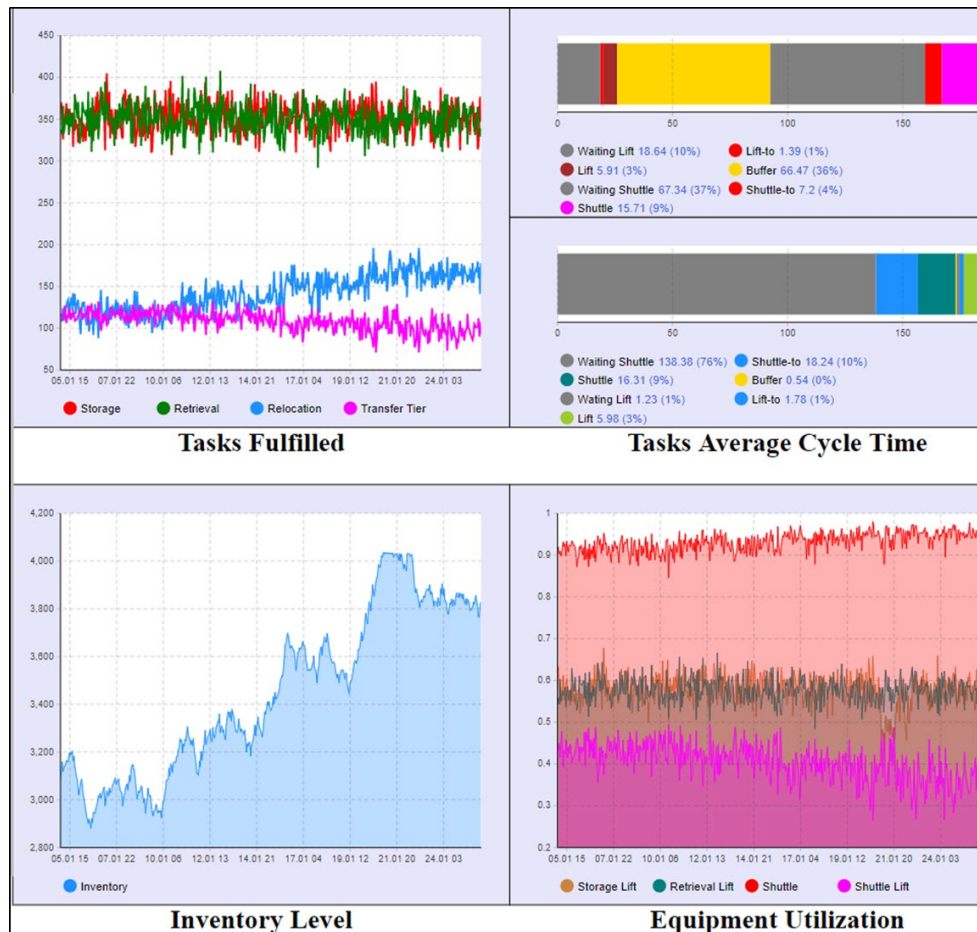 450
400
350
300
250
200
150
100
50
05.01 15 07.01 22 10.01 06 12.01 13 14.01 21 17.01 04 19.01 12 21.01 20 24.01 03
Storage Retrieval Relocation Transfer Tier
Tasks Fulfilled
0 50 100 150
Waiting Lift 18.64 (10%) Lift-to 1.39 (1%)
Lift 5.91 (3%) Buffer 66.47 (36%)
Waiting Shuttle 67.34 (37%) Shuttle-to 7.2 (4%)
Shuttle 15.71 (9%)
0 50 100 150
Waiting Shuttle 138.38 (76%) Shuttle-to 18.24 (10%)
Shuttle 16.31 (9%) Buffer 0.54 (0%)
Wating Lift 1.23 (1%) Lift-to 1.78 (1%)
Lift 5.98 (3%)
Tasks Average Cycle Time
4,200
4,000
3,800
3,600
3,400
3,200
3,000
2,800
05.01 15 07.01 22 10.01 06 12.01 13 14.01 21 17.01 04 19.01 12 21.01 20 24.01 03
Inventory
Inventory Level
1
0.9
0.8
0.7
0.6
0.5
0.4
0.3
0.2
05.01 15 07.01 22 10.01 06 12.01 13 14.01 21 17.01 04 19.01 12 21.01 20 24.01 03
Storage Lift Retrieval Lift Shuttle Shuttle Lift
Equipment Utilization